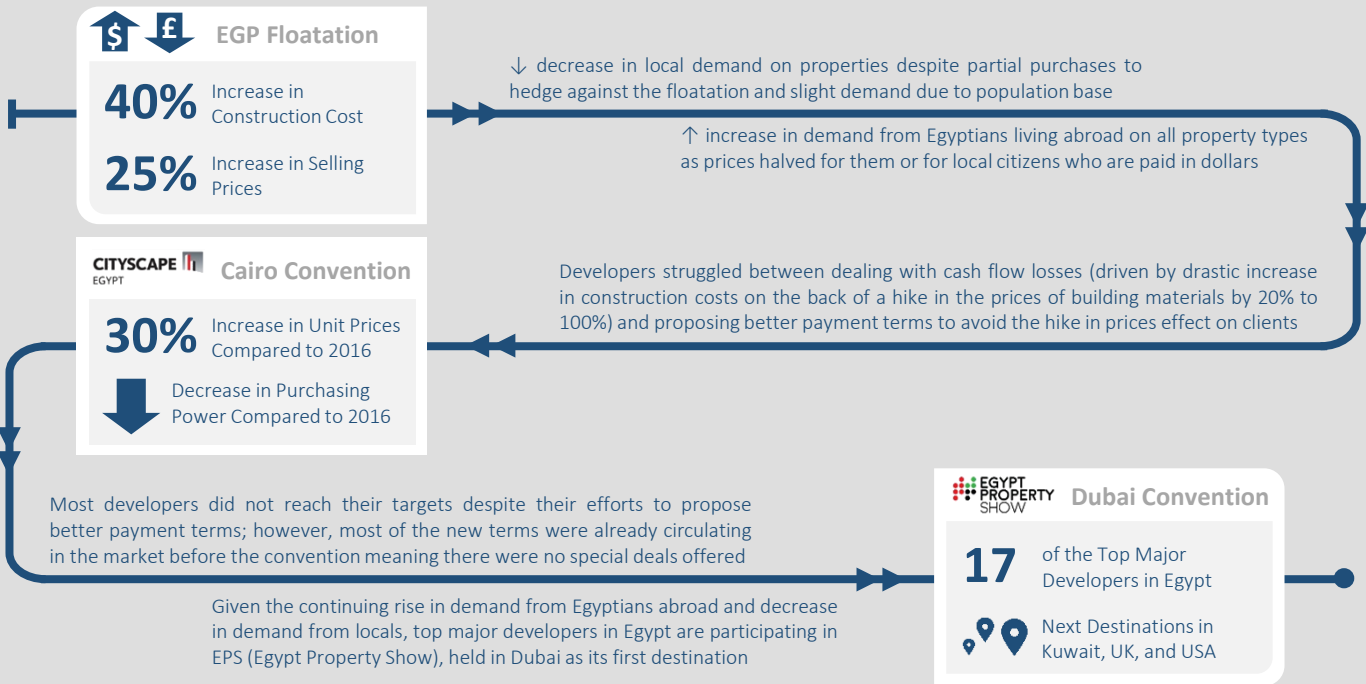 $ £ EGP Floatation
40% Increase in
Construction Cost
25% Increase in Selling
Prices
↓ decrease in local demand on properties despite partial purchases to
hedge against the floatation and slight demand due to population base
↑ increase in demand from Egyptians living abroad on all property types
as prices halved for them or for local citizens who are paid in dollars
CITYSCAPE
EGYPT
Cairo Convention
30% Increase in Unit Prices
Compared to 2016
Decrease in Purchasing
Power Compared to 2016
Developers struggled between dealing with cash flow losses (driven by drastic increase
in construction costs on the back of a hike in the prices of building materials by 20% to
100%) and proposing better payment terms to avoid the hike in prices effect on clients
Most developers did not reach their targets despite their efforts to propose
better payment terms; however, most of the new terms were already circulating
in the market before the convention meaning there were no special deals offered
Given the continuing rise in demand from Egyptians abroad and decrease
in demand from locals, top major developers in Egypt are participating in
EPS (Egypt Property Show), held in Dubai as its first destination
EGYPT
PROPERTY
SHOW
Dubai Convention
17 of the Top Major
Developers in Egypt
Next Destinations in
Kuwait, UK, and USA